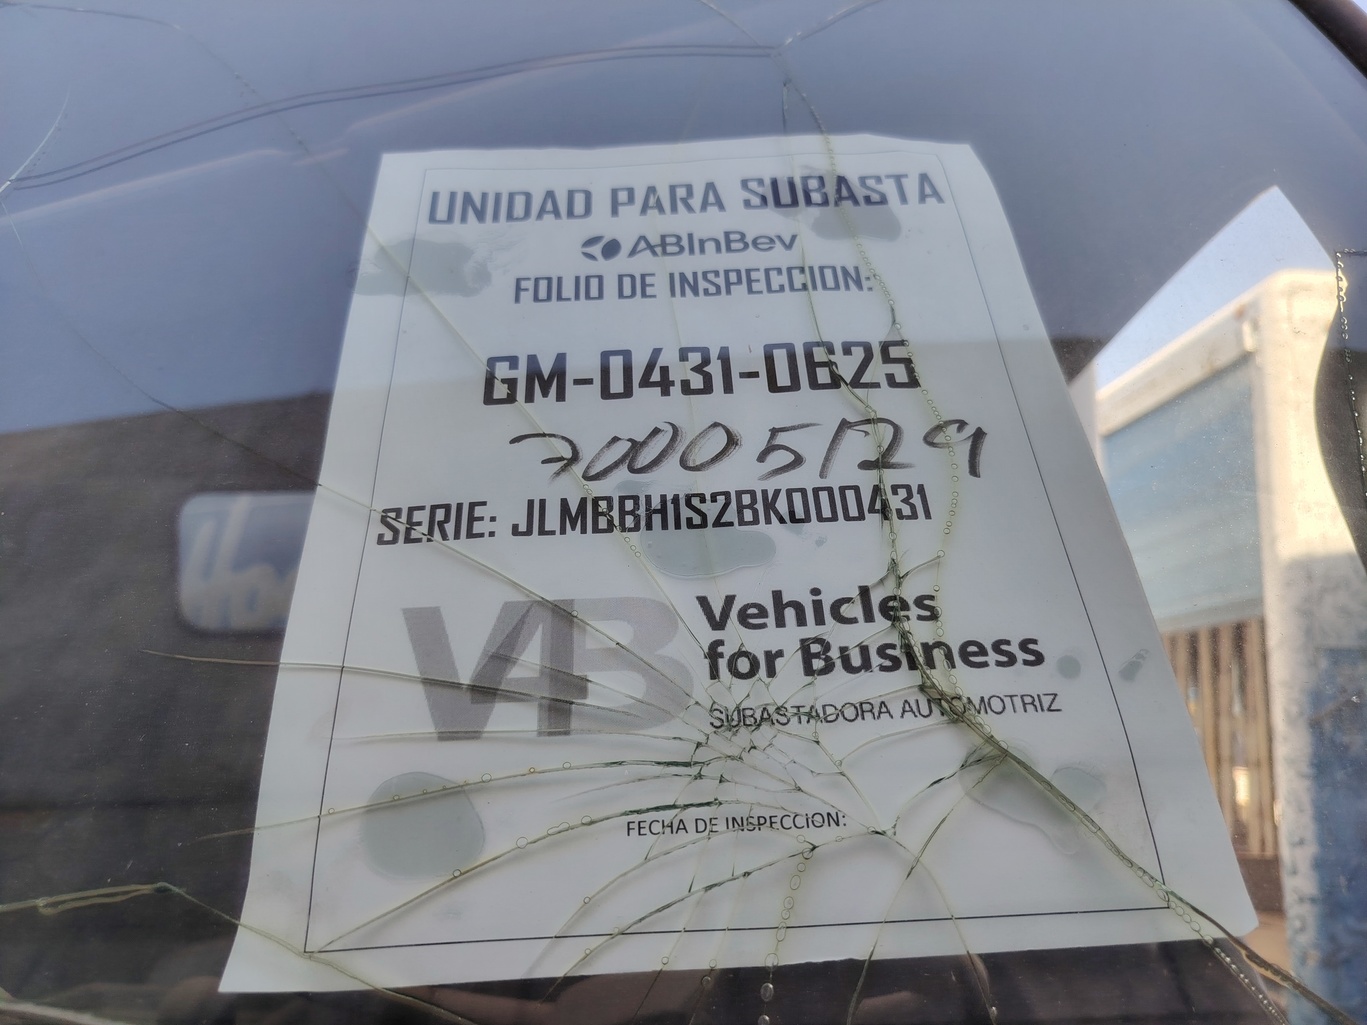 UNIDAD PARA SUBASTA
ABInBev
FOLIO DE INSPECCION:
GM-0431-0625
70005129
SERIE: JLMBBH1S2BK000431
V4B
Vehicles
for Business
SUBASTADORA AUTOMOTRIZ
FECHA DE INSPECCION: